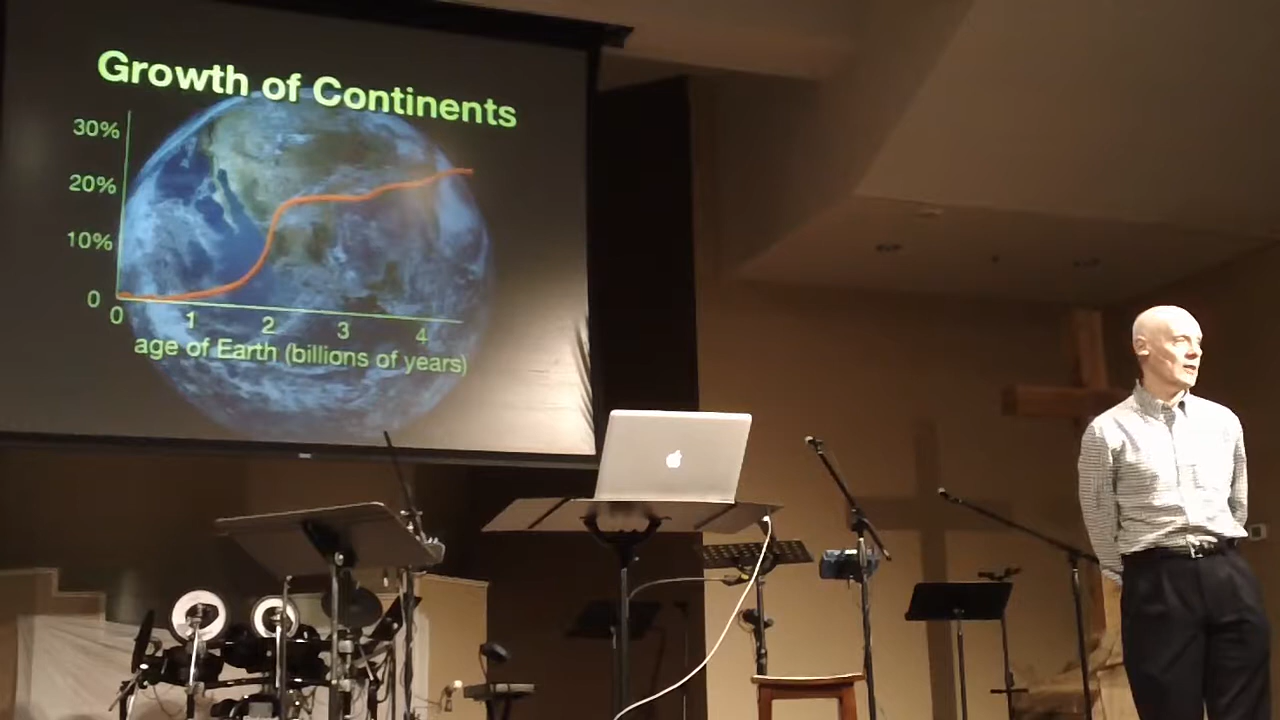 Growth of Continents
30%
20%
10%
0
0 1 2 3 4
age of Earth (billions of years)